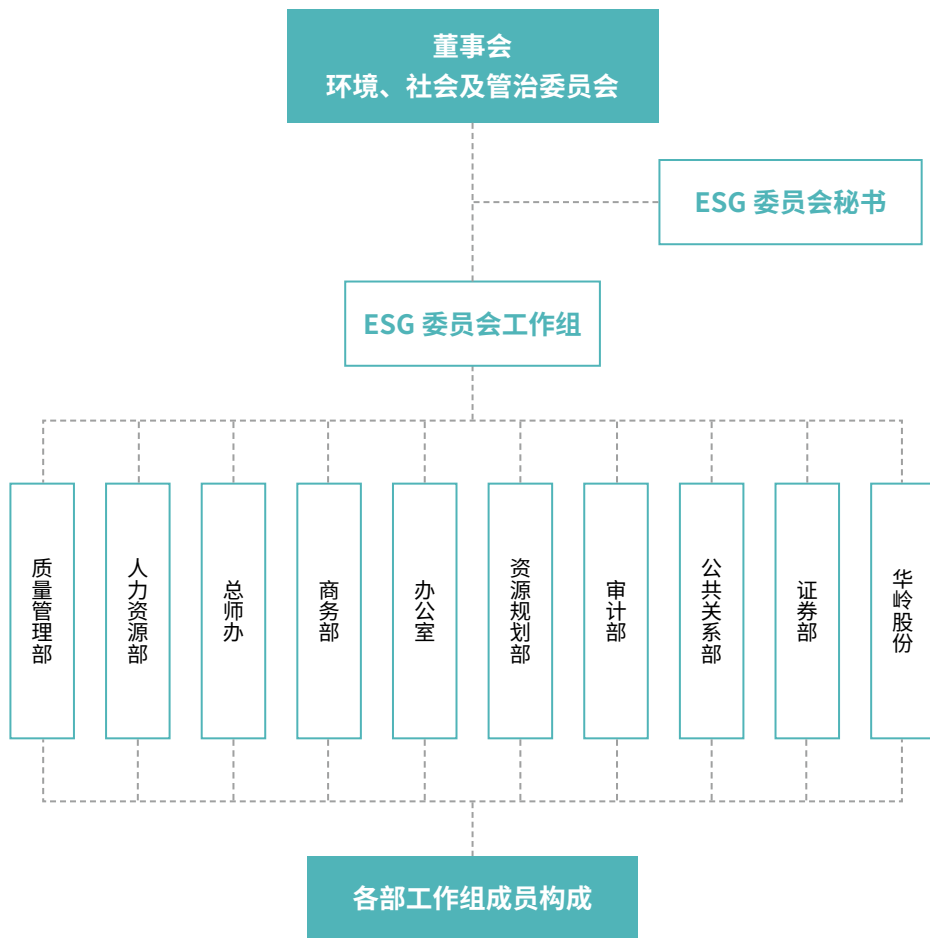 董事会
环境、社会及管治委员会
ESG 委员会秘书
ESG 委员会工作组
质量管理部
人力资源部
总师办
商务部
办公室
资源规划部
审计部
公共关系部
证券部
华岭股份
各部工作组成员构成